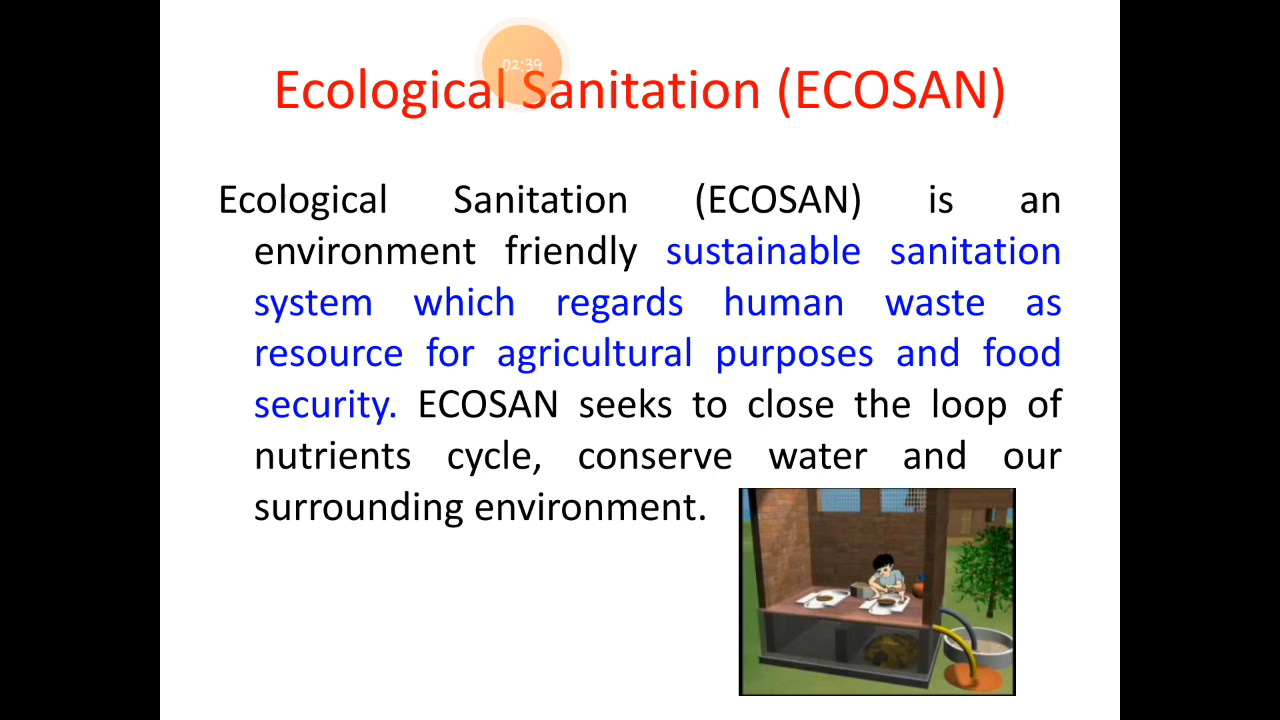 02:39
Ecological Sanitation (ECOSAN)
Ecological Sanitation (ECOSAN) is an
environment friendly sustainable sanitation
system which regards human waste as
resource for agricultural purposes and food
security. ECOSAN seeks to close the loop of
nutrients cycle, conserve water and our
surrounding environment.